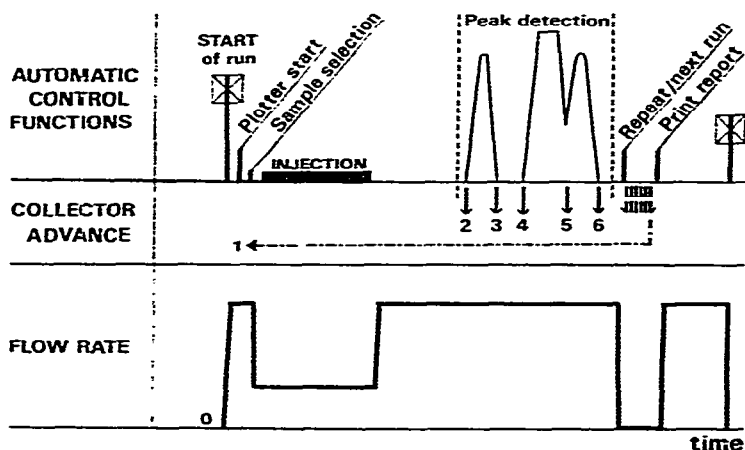 START
of run
Plotter start
Sample selection
Peak detection
Repeat/next run
Print report
AUTOMATIC
CONTROL
FUNCTIONS
INJECTION
COLLECTOR
ADVANCE
2 3 4 5 6
1
FLOW RATE
0
time